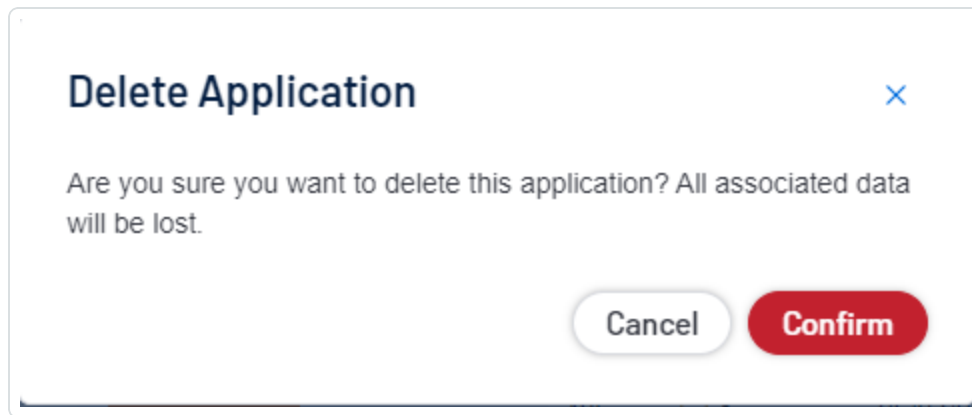 Delete Application
Are you sure you want to delete this application? All associated data
will be lost.
Cancel
Confirm